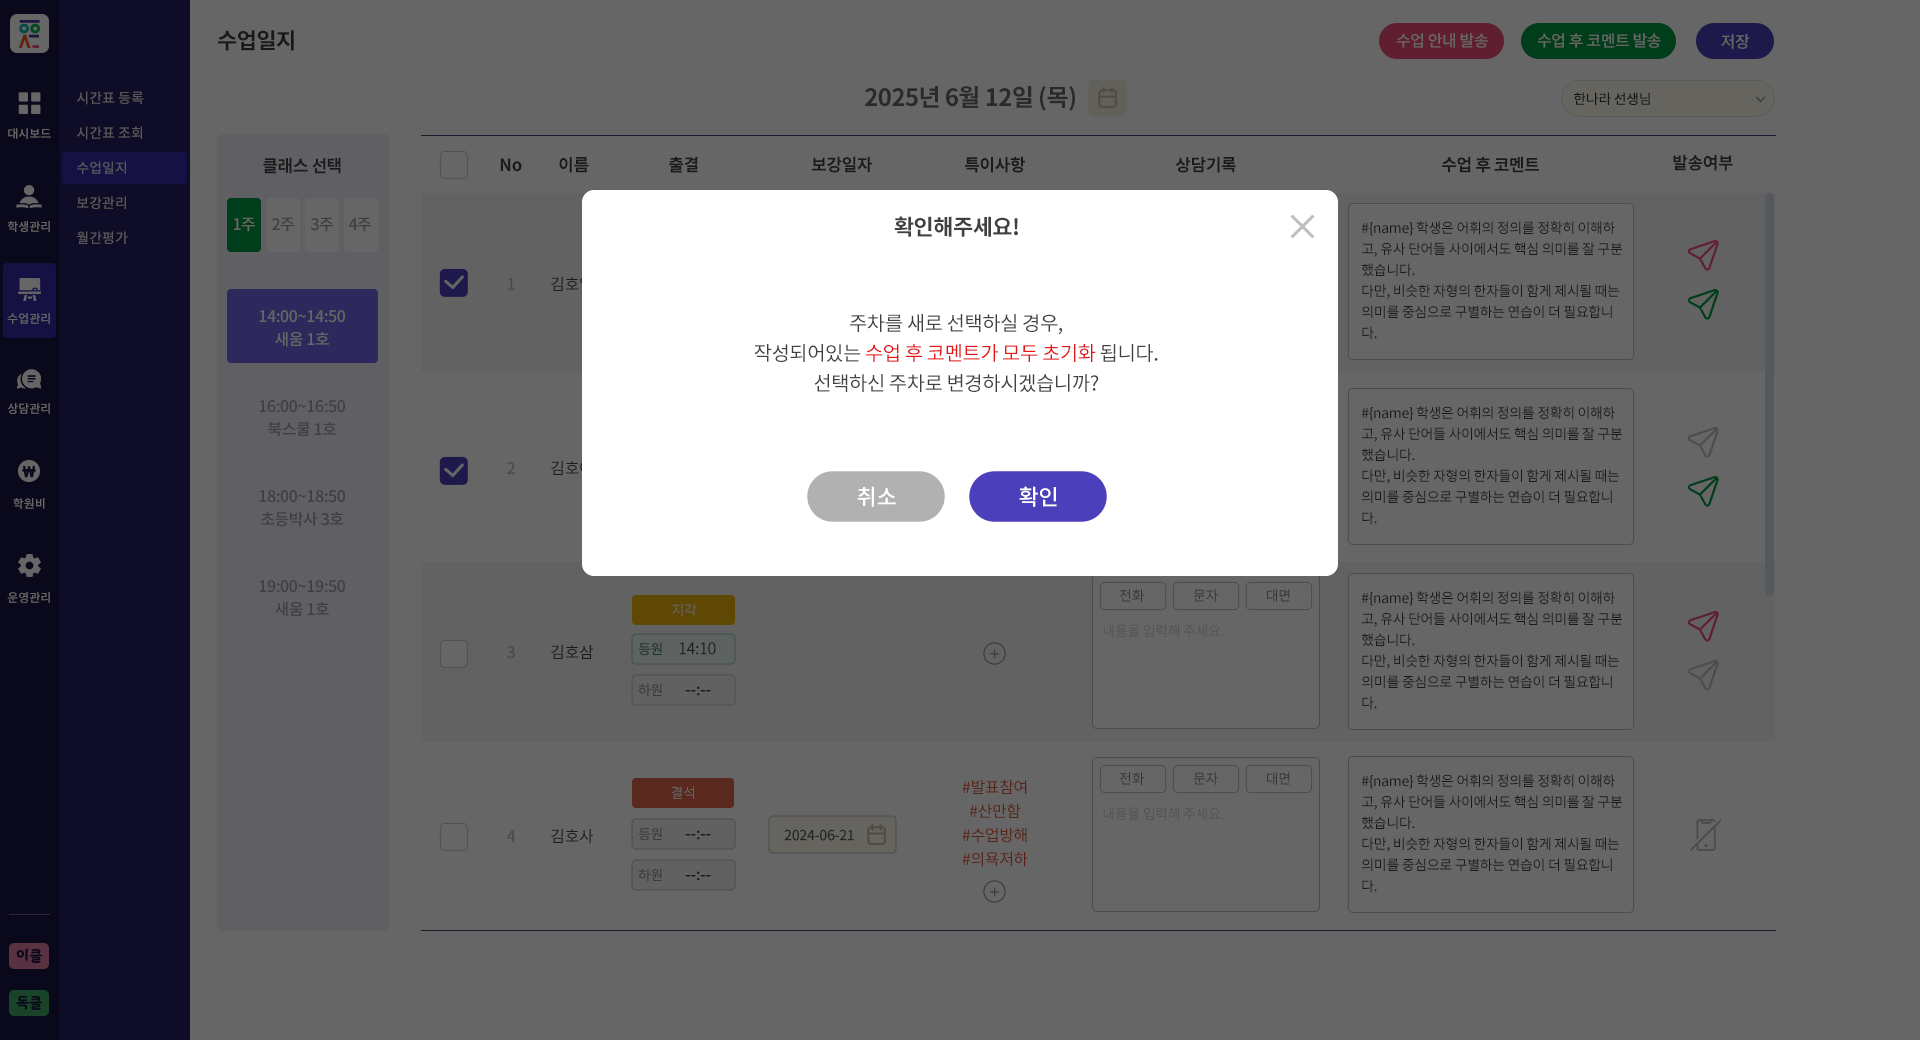 수업일지
수업 안내 발송
수업 후 코멘트 발송
저장
2025년 6월 12일 (목)
한나라 선생님
대시보드
학생관리
수업관리
상담관리
학원비
운영관리
이클
독클
시간표 등록
시간표 조회
수업일지
보강관리
월간평가
클래스 선택
1주 2주 3주 4주
14:00~14:50
새움 1호
16:00~16:50
북스쿨 1호
18:00~18:50
초등박사 3호
19:00~19:50
새움 1호
No 이름 출결 보강일자 특이사항 상담기록 수업 후 코멘트 발송여부
1
#{name} 학생은 어휘의 정의를 정확히 이해하
고, 유사 단어들 사이에서도 핵심 의미를 잘 구분
했습니다.
다만, 비슷한 자형의 한자들이 함게 제시될 때는
의미를 중심으로 구별하는 연습이 더 필요합니
다.
2
#{name} 학생은 어휘의 정의를 정확히 이해하
고, 유사 단어들 사이에서도 핵심 의미를 잘 구분
했습니다.
다만, 비슷한 자형의 한자들이 함게 제시될 때는
의미를 중심으로 구별하는 연습이 더 필요합니
다.
확인해주세요!
주차를 새로 선택하실 경우,
작성되어있는 수업 후 코멘트가 모두 초기화 됩니다.
선택하신 주차로 변경하시겠습니까?
취소
확인
3 김호삼
지각
등원 14:10
하원 --:--
전화 문자 대면
내용을 입력해 주세요.
#{name} 학생은 어휘의 정의를 정확히 이해하
고, 유사 단어들 사이에서도 핵심 의미를 잘 구분
했습니다.
다만, 비슷한 자형의 한자들이 함게 제시될 때는
의미를 중심으로 구별하는 연습이 더 필요합니
다.
4 김호사
결석
등원 --:--
하원 --:--
2024-06-21
#발표참여
#산만함
#수업방해
#의욕저하
전화 문자 대면
내용을 입력해 주세요.
#{name} 학생은 어휘의 정의를 정확히 이해하
고, 유사 단어들 사이에서도 핵심 의미를 잘 구분
했습니다.
다만, 비슷한 자형의 한자들이 함게 제시될 때는
의미를 중심으로 구별하는 연습이 더 필요합니
다.